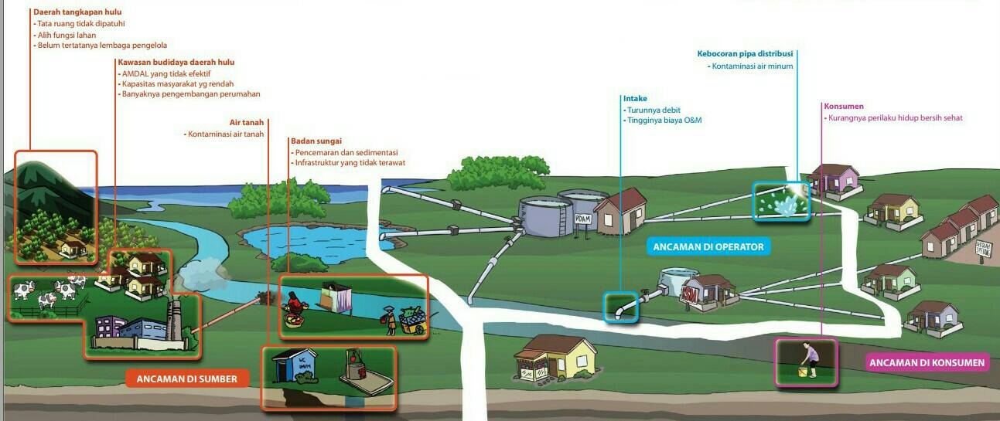 Daerah tangkapan hulu
- Tata ruang tidak dipatuhi
- Alih fungsi lahan
- Belum tertatanya lembaga pengelola
Kawasan budidaya daerah hulu
- AMDAL yang tidak efektif
- Kapasitas masyarakat yg rendah
- Banyaknya pengembangan perumahan
Air tanah
- Kontaminasi air tanah
Badan sungai
- Pencemaran dan sedimentasi
- Infrastruktur yang tidak terawat
Kebocoran pipa distribusi
- Kontaminasi air minum
Intake
- Turunnya debit
- Tingginya biaya O&M
Konsumen
- Kurangnya perilaku hidup bersih sehat
PDAM
ANCAMAN DI OPERATOR
KSM
WC
UMUM
ANCAMAN DI SUMBER
ANCAMAN DI KONSUMEN